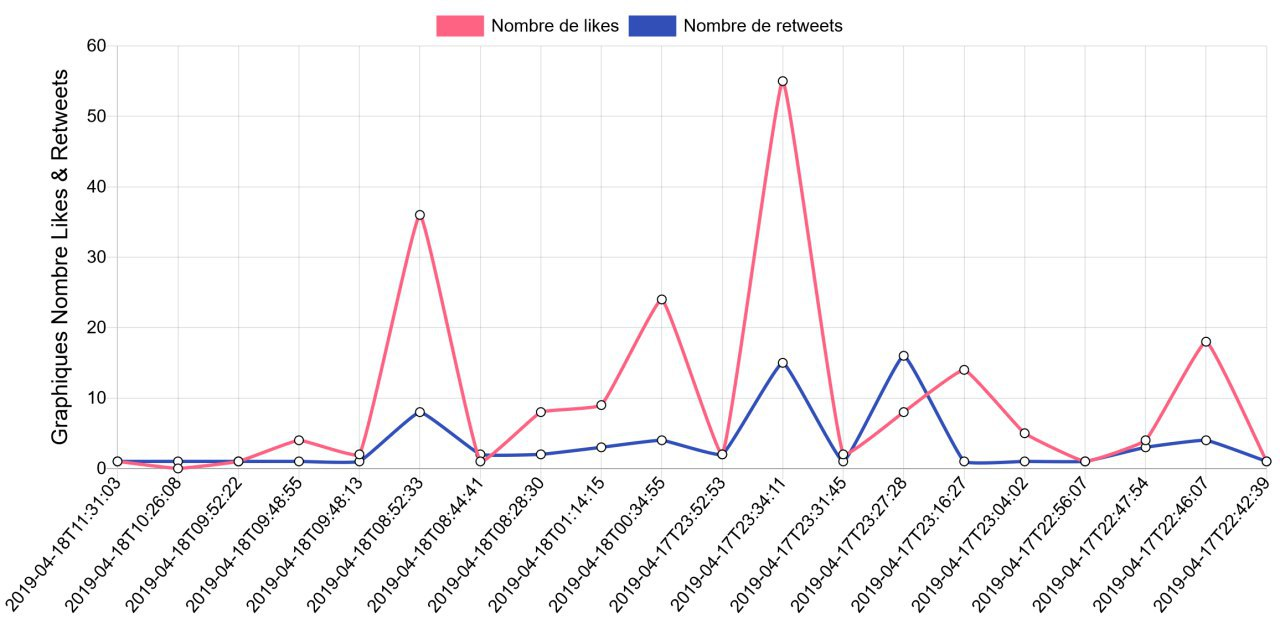 Nombre de likes Nombre de retweets
Graphiques Nombre Likes & Retweets
60
50
40
30
20
10
0
2019-04-18T11:31:03
2019-04-18T10:26:08
2019-04-18T09:52:22
2019-04-18T09:48:55
2019-04-18T09:48:13
2019-04-18T08:52:33
2019-04-18T08:44:41
2019-04-18T08:28:30
2019-04-18T01:14:15
2019-04-18T00:34:55
2019-04-17T23:52:53
2019-04-17T23:34:11
2019-04-17T23:31:45
2019-04-17T23:27:28
2019-04-17T23:16:27
2019-04-17T23:04:02
2019-04-17T22:56:07
2019-04-17T22:47:54
2019-04-17T22:46:07
2019-04-17T22:42:39